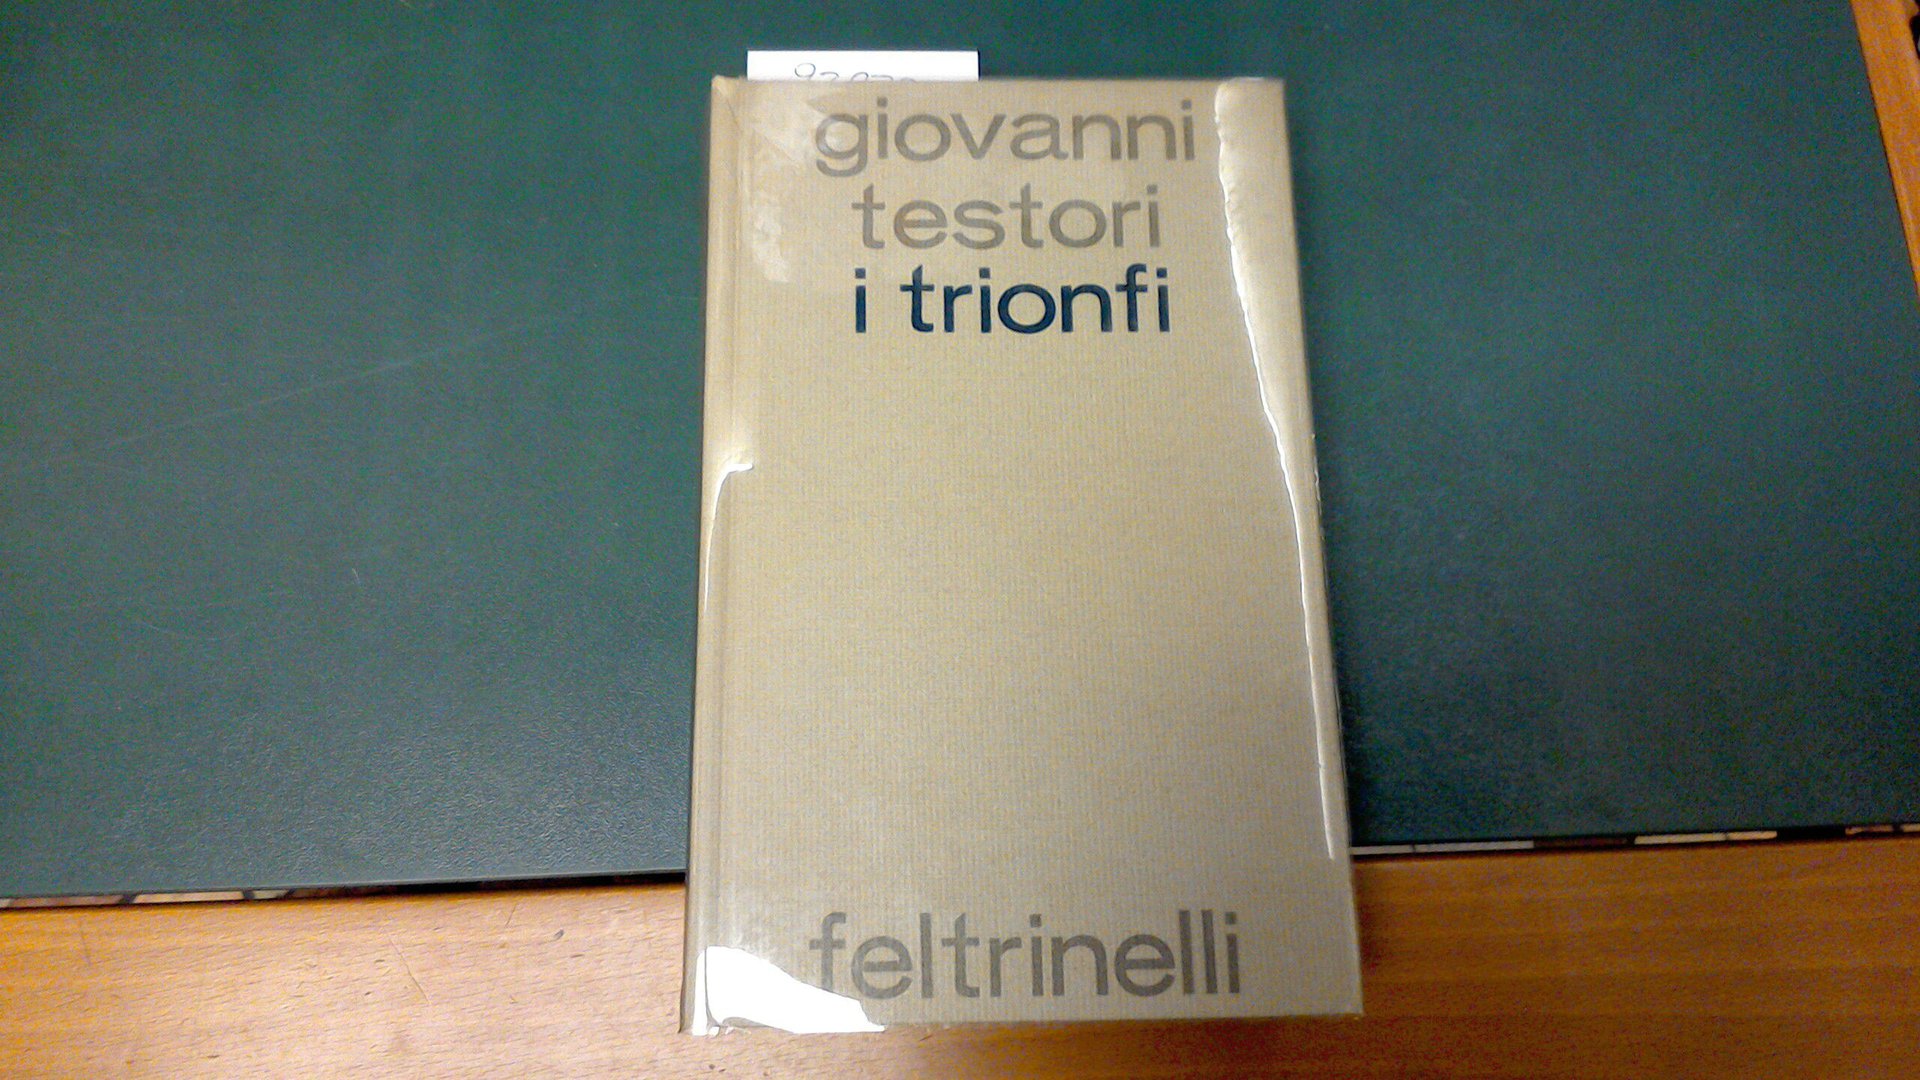 giovanni
testori
i trionfi
feltrinelli